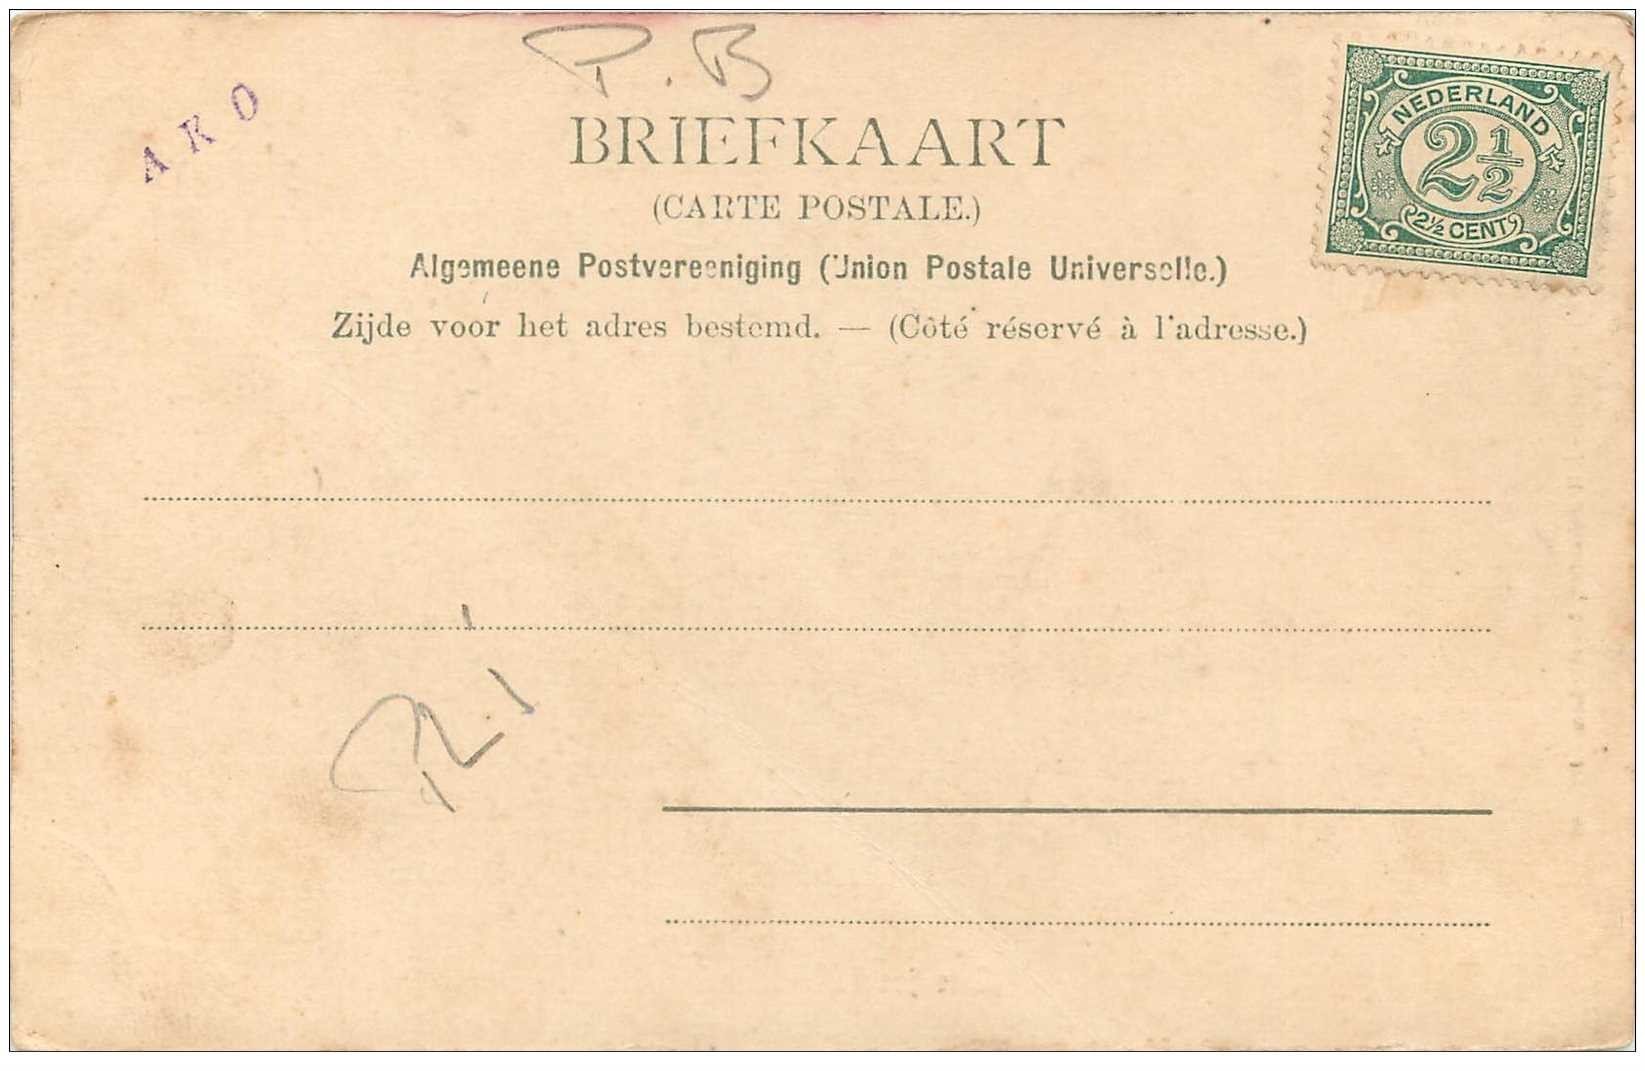 P.B
AKO
BRIEFKAART
(CARTE POSTALE.)
Algemeene Postvereeniging (Union Postale Universelle.)
Zijde voor het adres bestemd. — (Côté réservé à l'adresse.)
NEDERLAND
2½
2½ CENT